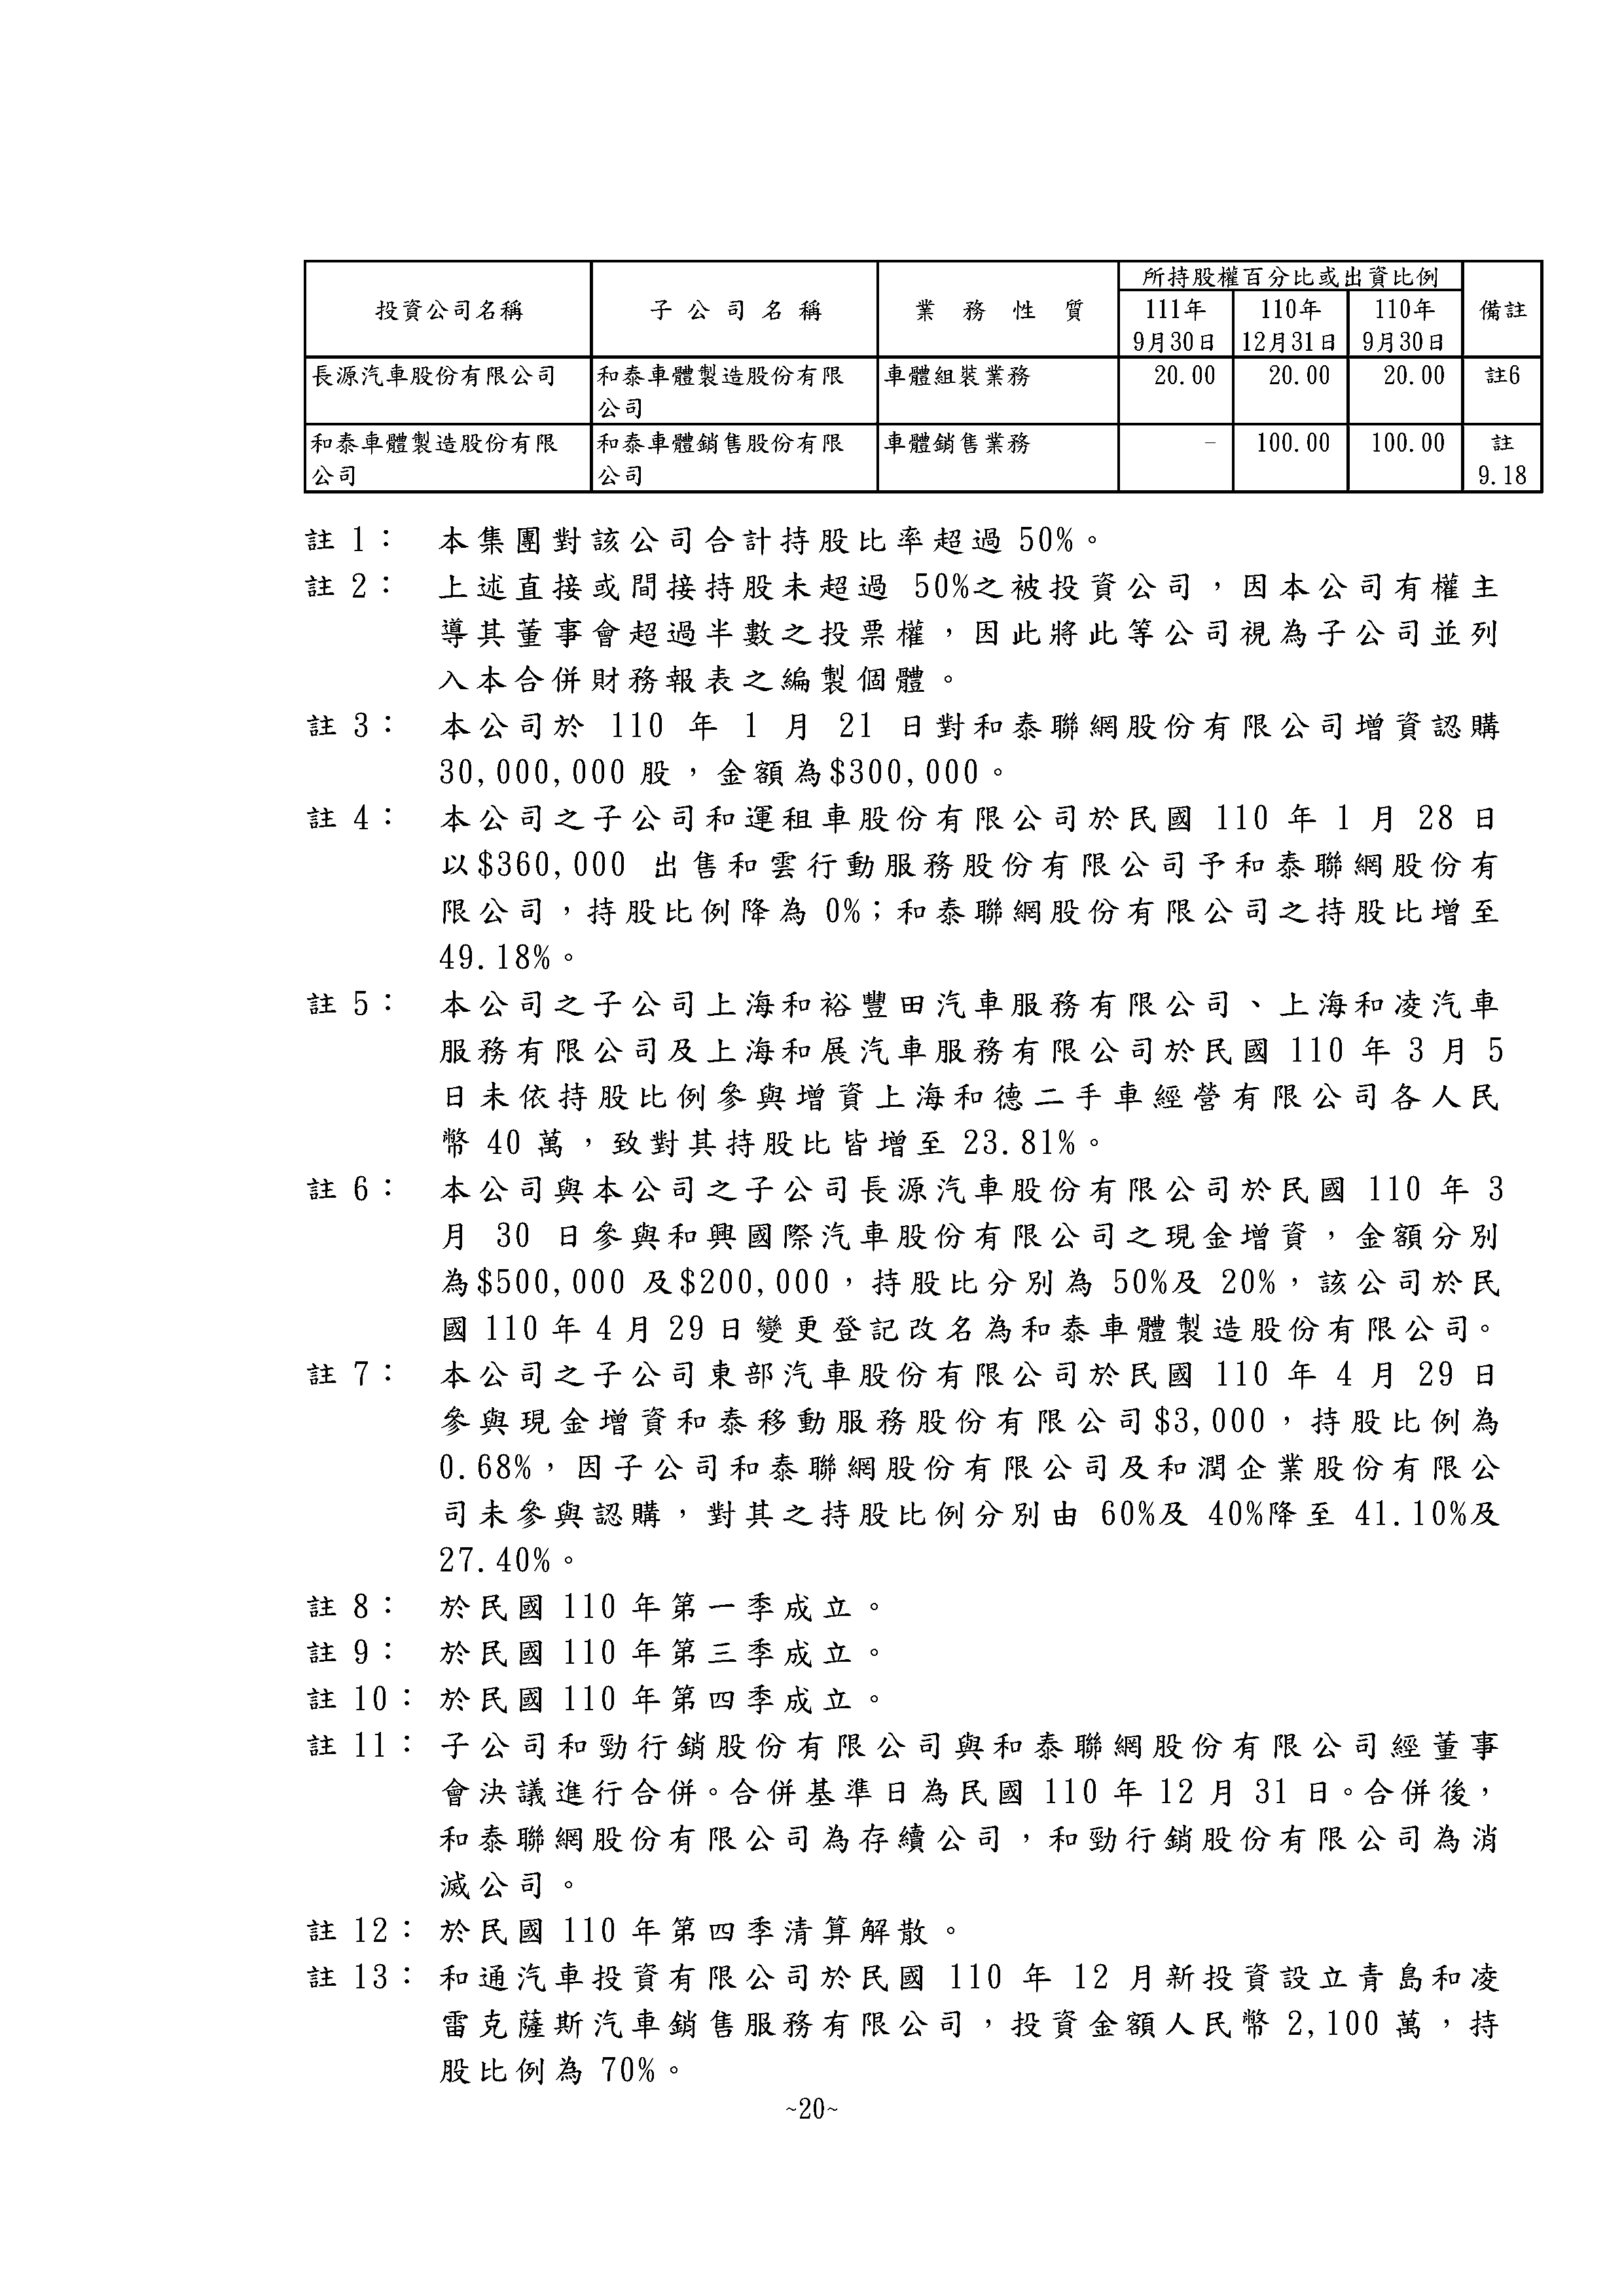 所持股權百分比或出資比例
投資公司名稱 子公司名稱 業務性質 111年 110年 110年 備註
9月30日 12月31日 9月30日
長源汽車股份有限公司 和泰車體製造股份有限 車體組裝業務 20.00 20.00 20.00 註6
公司
和泰車體製造股份有限 和泰車體銷售股份有限 車體銷售業務 - 100.00 100.00 註
公司 公司 9.18
註 1： 本集團對該公司合計持股比率超過 50%。
註 2： 上述直接或間接持股未超過 50%之被投資公司，因本公司有權主
導其董事會超過半數之投票權，因此將此等公司視為子公司並列
入本合併財務報表之編製個體。
註 3： 本公司於 110 年 1 月 21 日對和泰聯網股份有限公司增資認購
30,000,000 股，金額為$300,000。
註 4： 本公司之子公司和運租車股份有限公司於民國 110 年 1 月 28 日
以$360,000 出售和雲行動服務股份有限公司予和泰聯網股份有
限公司，持股比例降為 0%；和泰聯網股份有限公司之持股比增至
49.18%。
註 5： 本公司之子公司上海和裕豐田汽車服務有限公司、上海和凌汽車
服務有限公司及上海和展汽車服務有限公司於民國 110 年 3 月 5
日未依持股比例參與增資上海和德二手車經營有限公司各人民
幣 40 萬，致對其持股比皆增至 23.81%。
註 6： 本公司與本公司之子公司長源汽車股份有限公司於民國 110 年 3
月 30 日參與和興國際汽車股份有限公司之現金增資，金額分別
為$500,000 及$200,000，持股比分別為 50%及 20%，該公司於民
國 110 年 4 月 29 日變更登記改名為和泰車體製造股份有限公司。
註 7： 本公司之子公司東部汽車股份有限公司於民國 110 年 4 月 29 日
參與現金增資和泰移動服務股份有限公司$3,000，持股比例為
0.68%，因子公司和泰聯網股份有限公司及和潤企業股份有限公
司未參與認購，對其之持股比例分別由 60%及 40%降至 41.10%及
27.40%。
註 8： 於民國 110 年第一季成立。
註 9： 於民國 110 年第三季成立。
註 10： 於民國 110 年第四季成立。
註 11： 子公司和勁行銷股份有限公司與和泰聯網股份有限公司經董事
會決議進行合併。合併基準日為民國 110 年 12 月 31 日。合併後，
和泰聯網股份有限公司為存續公司，和勁行銷股份有限公司為消
滅公司。
註 12： 於民國 110 年第四季清算解散。
註 13： 和通汽車投資有限公司於民國 110 年 12 月新投資設立青島和凌
雷克薩斯汽車銷售服務有限公司，投資金額人民幣 2,100 萬，持
股比例為 70%。
~20~